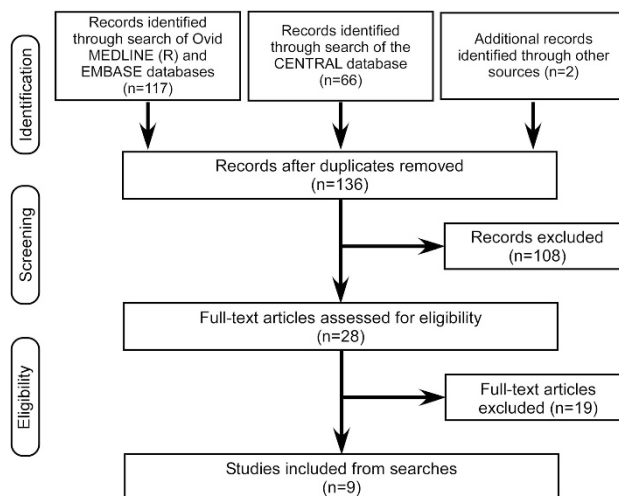 Identification
Records identified
through search of Ovid
MEDLINE (R) and
EMBASE databases
(n=117)
Records identified
through search of the
CENTRAL database
(n=66)
Additional records
identified through other
sources (n=2)
Records after duplicates removed
(n=136)
Screening
Records excluded
(n=108)
Full-text articles assessed for eligibility
(n=28)
Eligibility
Full-text articles
excluded (n=19)
Studies included from searches
(n=9)